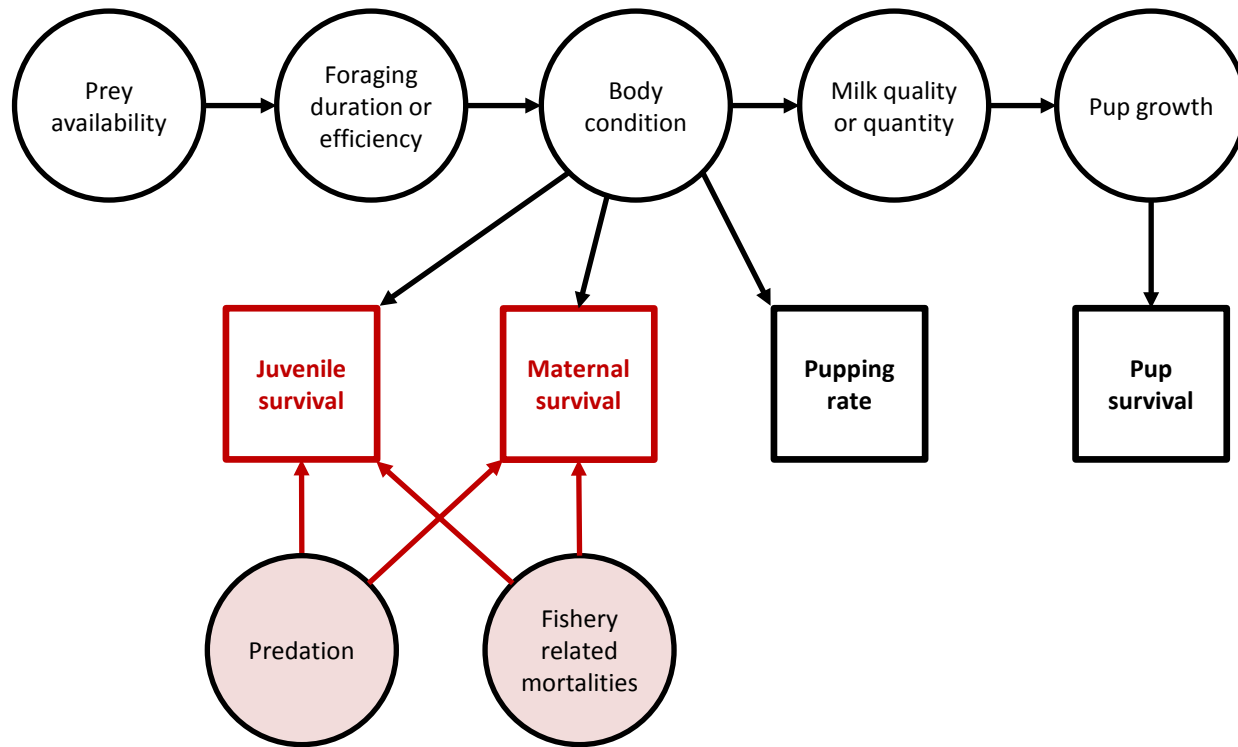 Prey
availability
Foraging
duration or
efficiency
Body
condition
Milk quality
or quantity
Pup growth
Juvenile
survival
Maternal
survival
Pupping
rate
Pup
survival
Predation
Fishery
related
mortalities